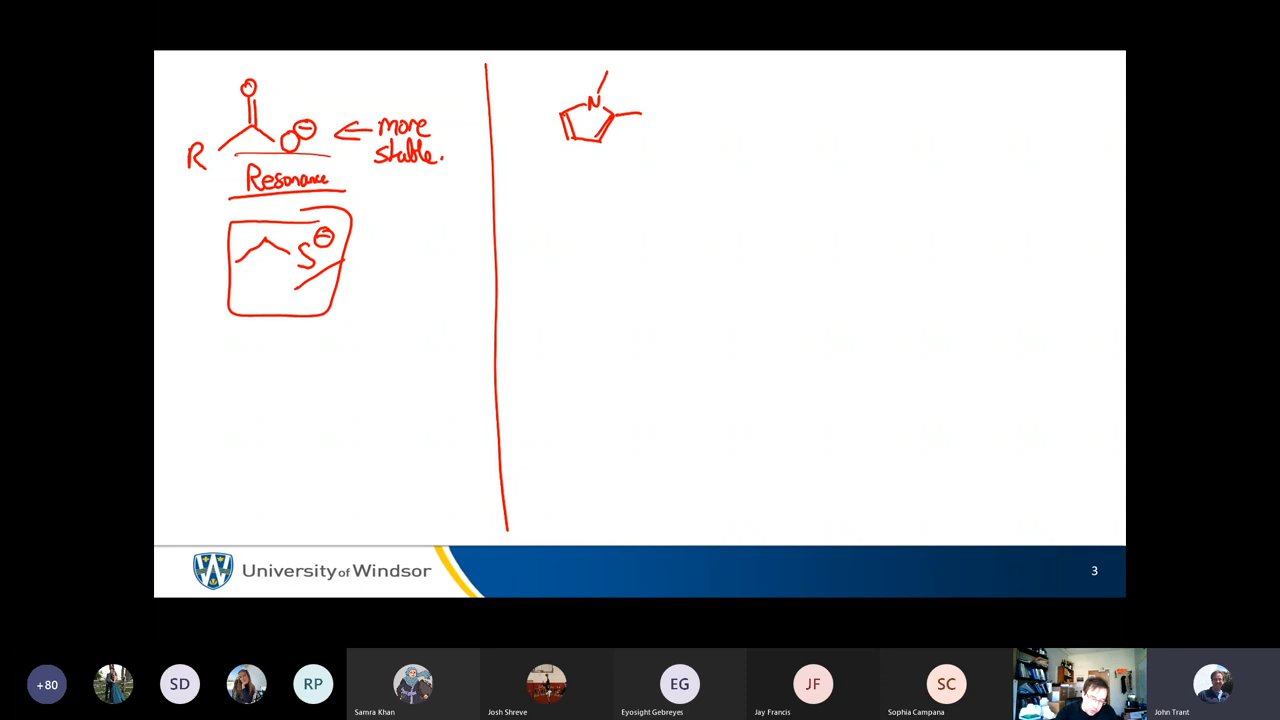 O
R
O⊖
← more
stable.
Resonance
S⊖
N
University of Windsor
3
+80
SD
RP
EG
JF
SC
Samra Khan
Josh Shreve
Eyosight Gebreyes
Jay Francis
Sophia Campana
John Trant